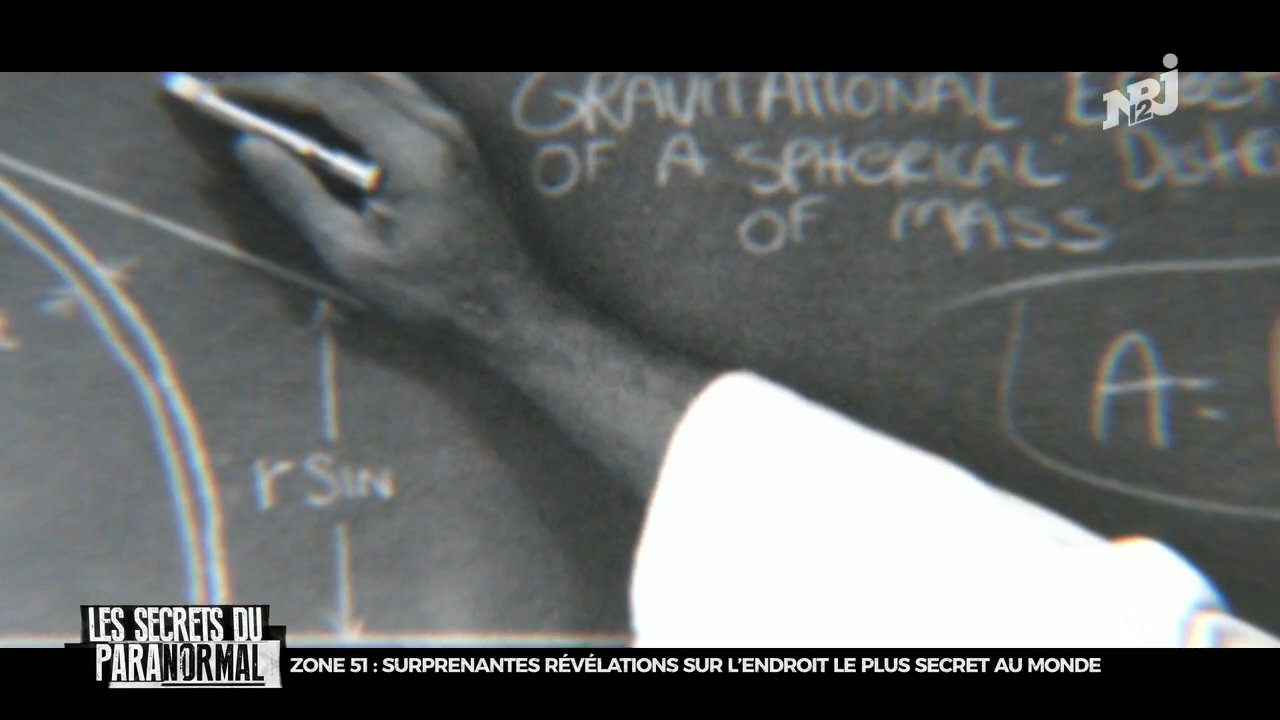 NRJ
12
GRAVITATIONAL
OF A SPHERICAL
OF MASS
A =
r SIN
LES SECRETS DU
PARANORMAL
ZONE 51 : SURPRENANTES RÉVÉLATIONS SUR L'ENDROIT LE PLUS SECRET AU MONDE